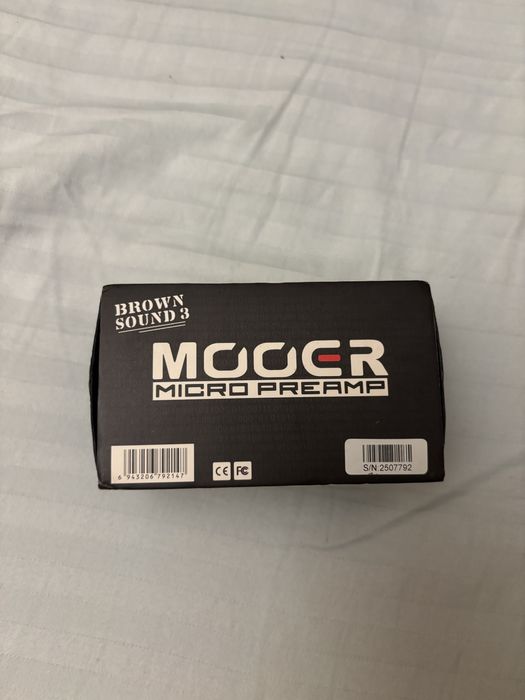 BROWN
SOUND 3
MOOER
MICRO PREAMP
6 943206 792147
CE FC
S/N:2507792